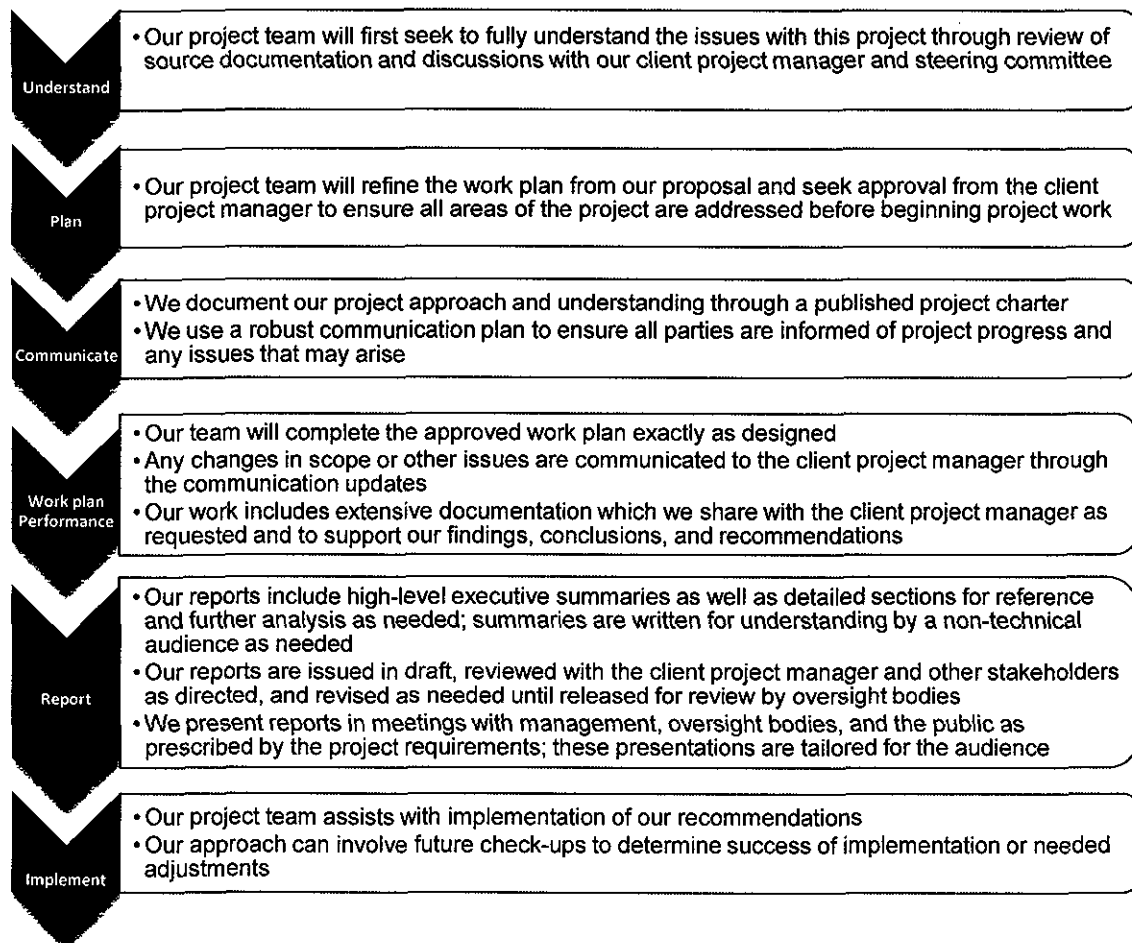 Understand
• Our project team will first seek to fully understand the issues with this project through review of
source documentation and discussions with our client project manager and steering committee
Plan
• Our project team will refine the work plan from our proposal and seek approval from the client
project manager to ensure all areas of the project are addressed before beginning project work
Communicate
• We document our project approach and understanding through a published project charter
• We use a robust communication plan to ensure all parties are informed of project progress and
any issues that may arise
Work plan
Performance
• Our team will complete the approved work plan exactly as designed
• Any changes in scope or other issues are communicated to the client project manager through
the communication updates
• Our work includes extensive documentation which we share with the client project manager as
requested and to support our findings, conclusions, and recommendations
Report
• Our reports include high-level executive summaries as well as detailed sections for reference
and further analysis as needed; summaries are written for understanding by a non-technical
audience as needed
• Our reports are issued in draft, reviewed with the client project manager and other stakeholders
as directed, and revised as needed until released for review by oversight bodies
• We present reports in meetings with management, oversight bodies, and the public as
prescribed by the project requirements; these presentations are tailored for the audience
Implement
• Our project team assists with implementation of our recommendations
• Our approach can involve future check-ups to determine success of implementation or needed
adjustments